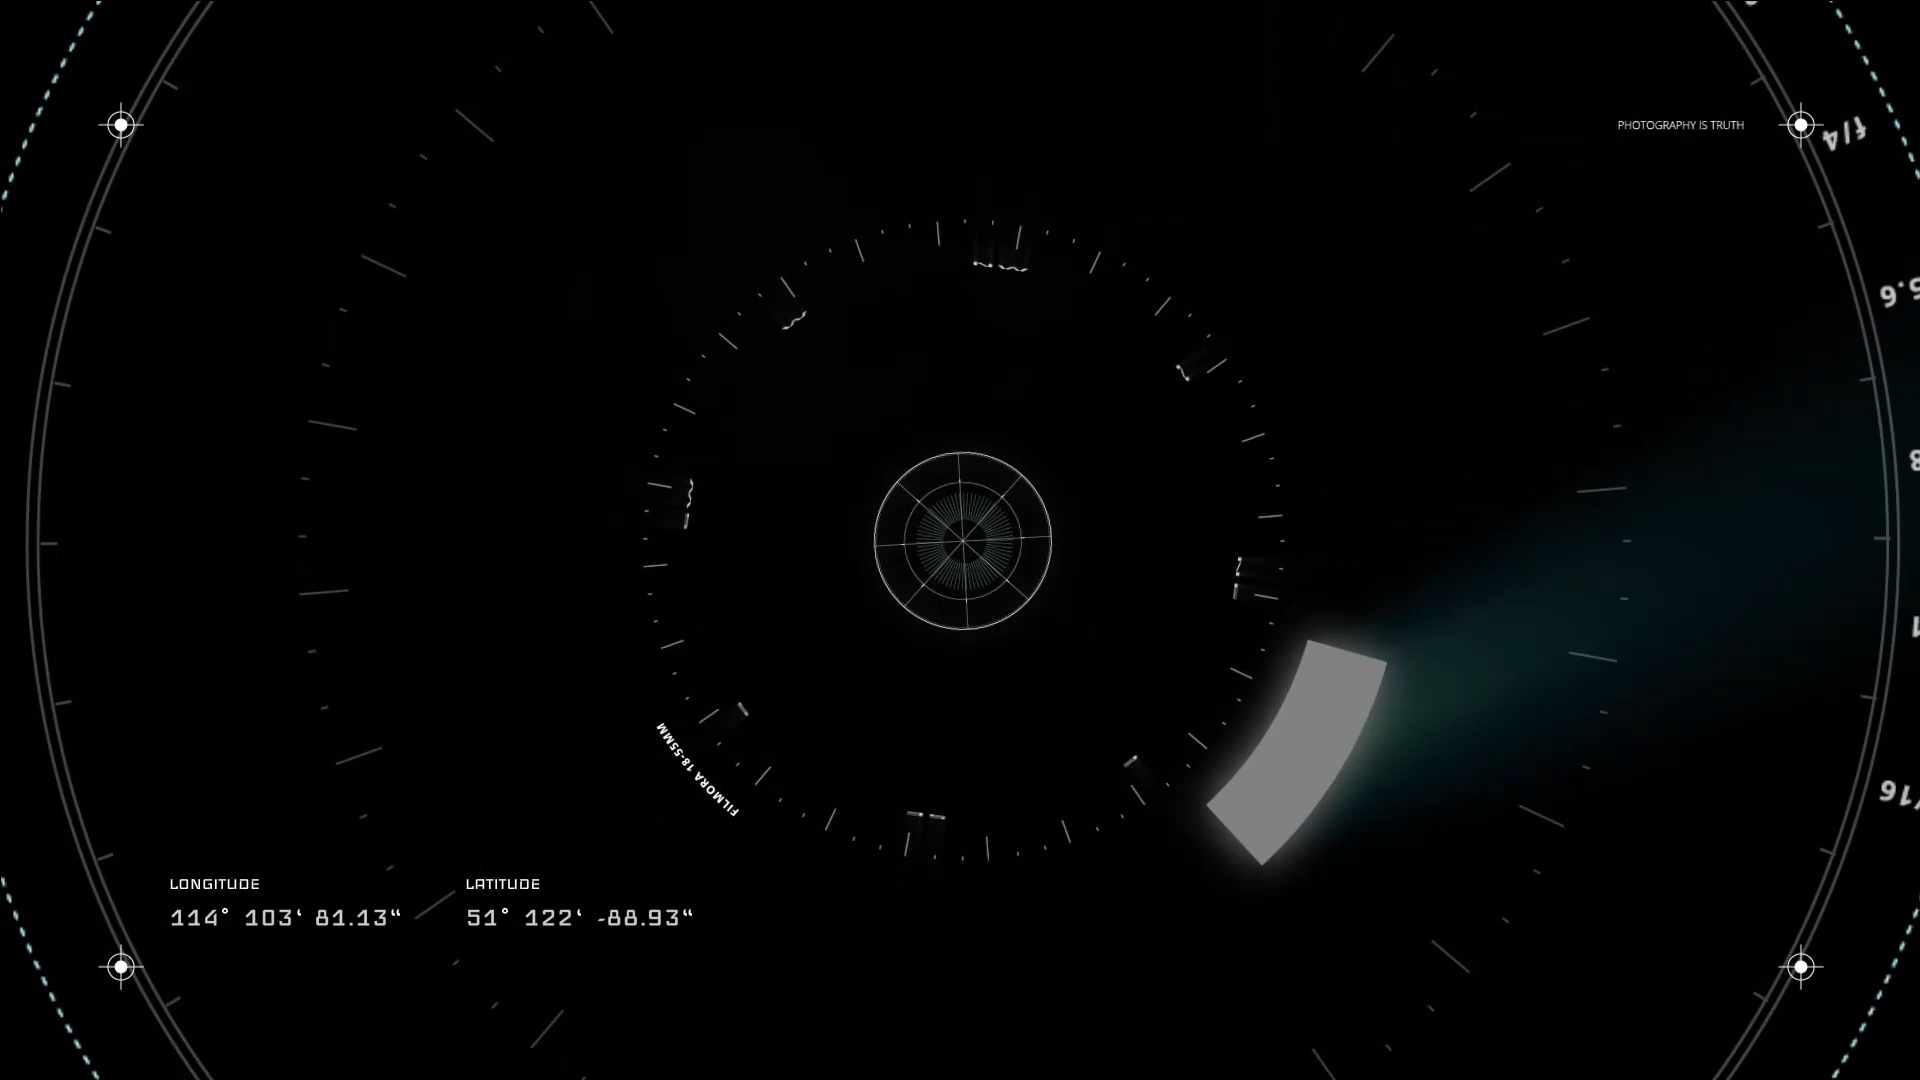 PHOTOGRAPHY IS TRUTH
f/4
5.6
8
FILMORA 18-55MM
/16
LONGITUDE
114° 103‘ 81.13“
LATITUDE
51° 122‘ -88.93“